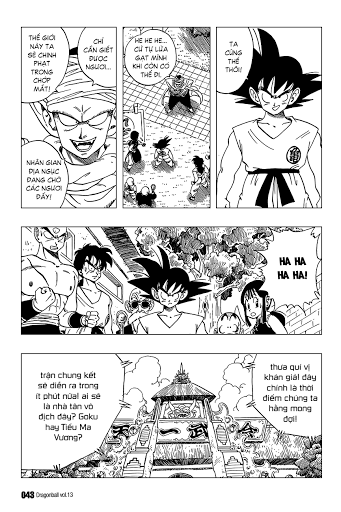 TA
CŨNG
THẾ
THÔI!
HE HE HE...
CỨ TỰ LỪA
GẠT MÌNH
KHI CÒN CÓ
THỂ ĐI.
CHỈ
CẦN GIẾT
ĐƯỢC
NGƯƠI...
THẾ GIỚI
NÀY TA
SẼ CHINH
PHẠT
TRONG
CHỚP
MẮT!
NHÂN GIAN
ĐỊA NGỤC
ĐANG CHỜ
CÁC NGƯƠI
ĐẤY!
HA HA
HA HA!
thưa quí vị
khán giả! đây
chính là thời
điểm chúng ta
hằng mong
đợi!
trận chung kết
sẽ diễn ra trong
ít phút nữa! ai sẽ
là nhà tân vô
địch đây? Goku
hay Tiểu Ma
Vương?
043 Dragonball vol.13